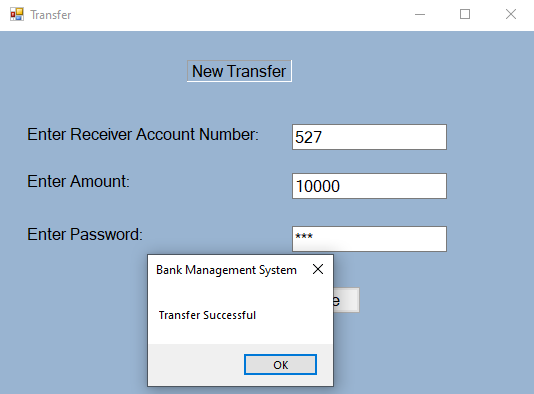 Transfer
New Transfer
Enter Receiver Account Number: 527
Enter Amount: 10000
Enter Password: ***
Bank Management System
Transfer Successful
OK